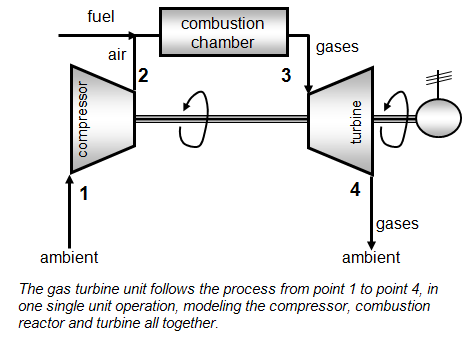 fuel
combustion
chamber
air
gases
2
3
compressor
turbine
1
4
gases
ambient
ambient
The gas turbine unit follows the process from point 1 to point 4, in
one single unit operation, modeling the compressor, combustion
reactor and turbine all together.